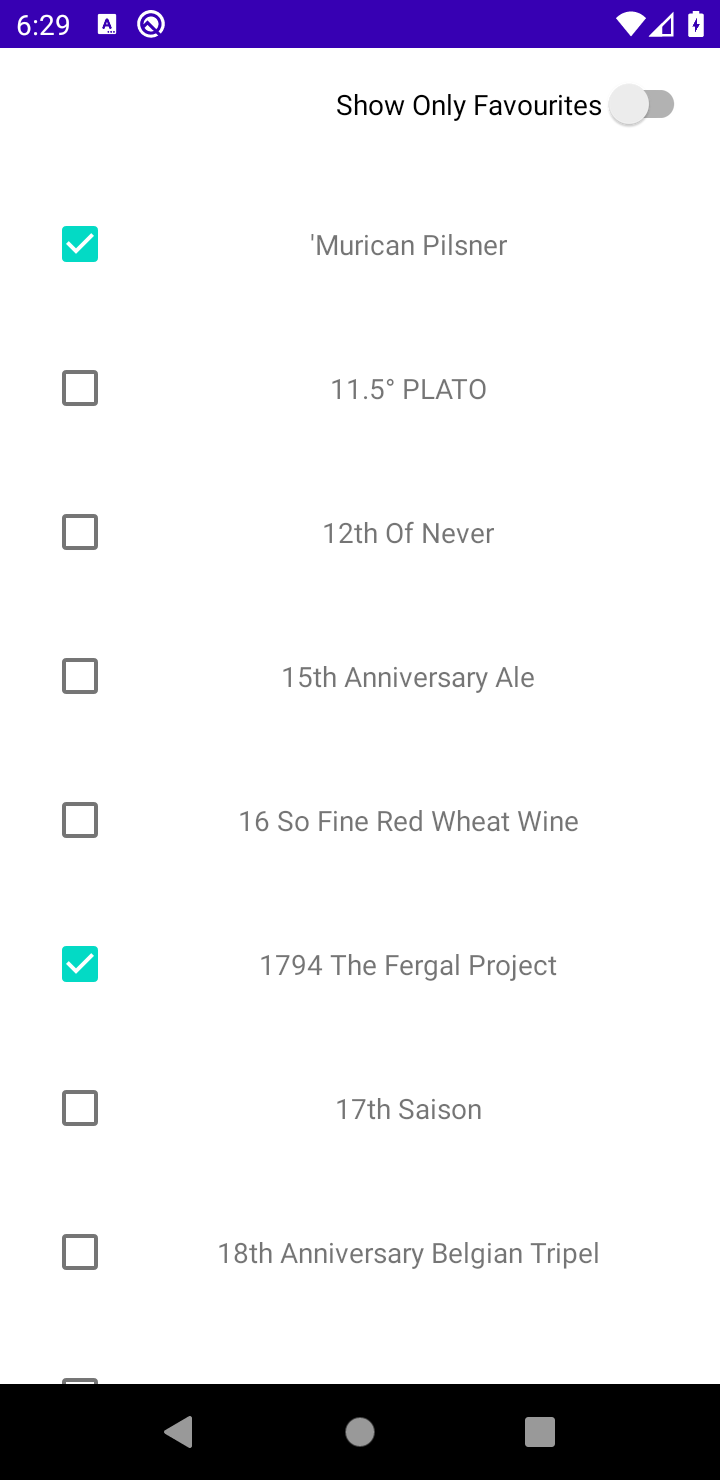 6:29
Show Only Favourites
'Murican Pilsner
11.5° PLATO
12th Of Never
15th Anniversary Ale
16 So Fine Red Wheat Wine
1794 The Fergal Project
17th Saison
18th Anniversary Belgian Tripel